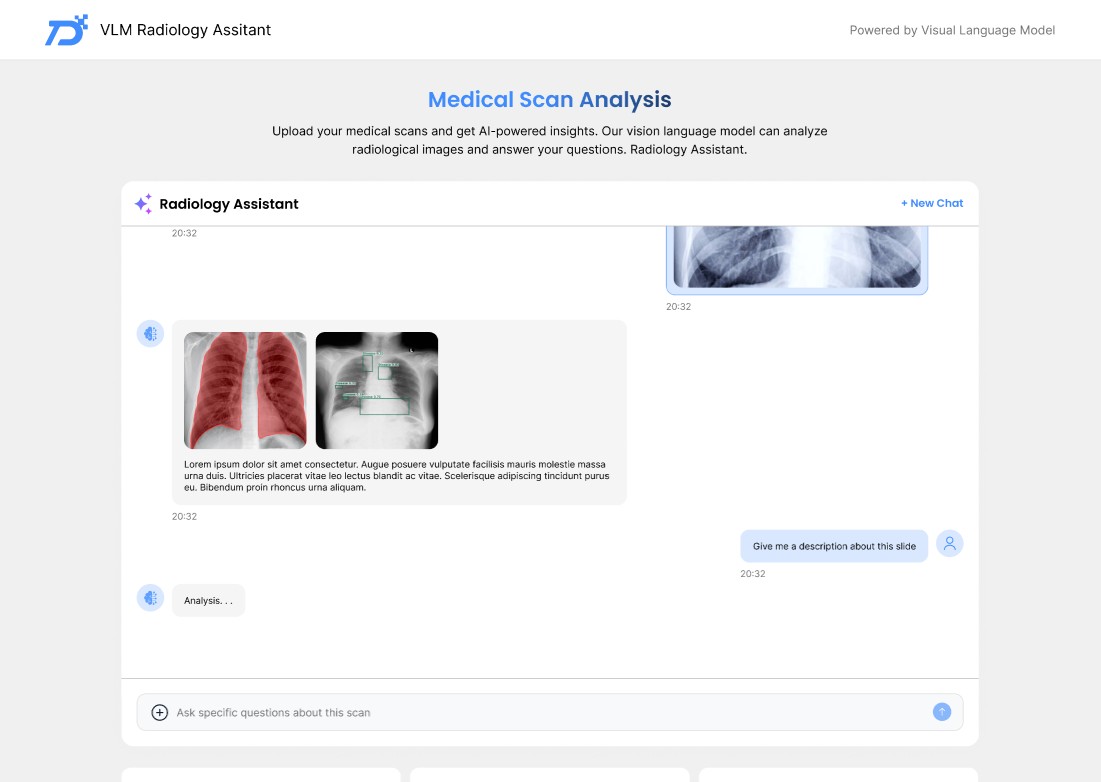 VLM Radiology Assitant
Powered by Visual Language Model
Medical Scan Analysis
Upload your medical scans and get AI-powered insights. Our vision language model can analyze
radiological images and answer your questions. Radiology Assistant.
Radiology Assistant
+ New Chat
20:32
20:32
Lorem ipsum dolor sit amet consectetur. Augue posuere vulputate facilisis mauris molestie massa
urna duis. Ultricies placerat vitae leo lectus blandit ac vitae. Scelerisque adipiscing tincidunt purus
eu. Bibendum proin rhoncus urna aliquam.
20:32
Give me a description about this slide
20:32
Analysis. . .
Ask specific questions about this scan